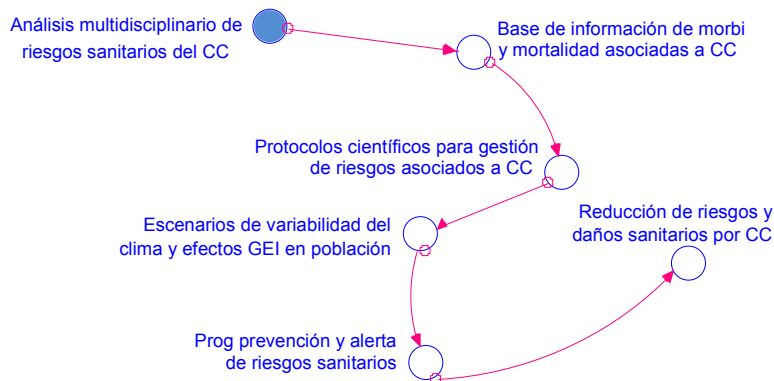 Análisis multidisciplinario de
riesgos sanitarios del CC
Base de información de morbi
y mortalidad asociadas a CC
Protocolos científicos para gestión
de riesgos asociados a CC
Escenarios de variabilidad del
clima y efectos GEI en población
Reducción de riesgos y
daños sanitarios por CC
Prog prevención y alerta
de riesgos sanitarios